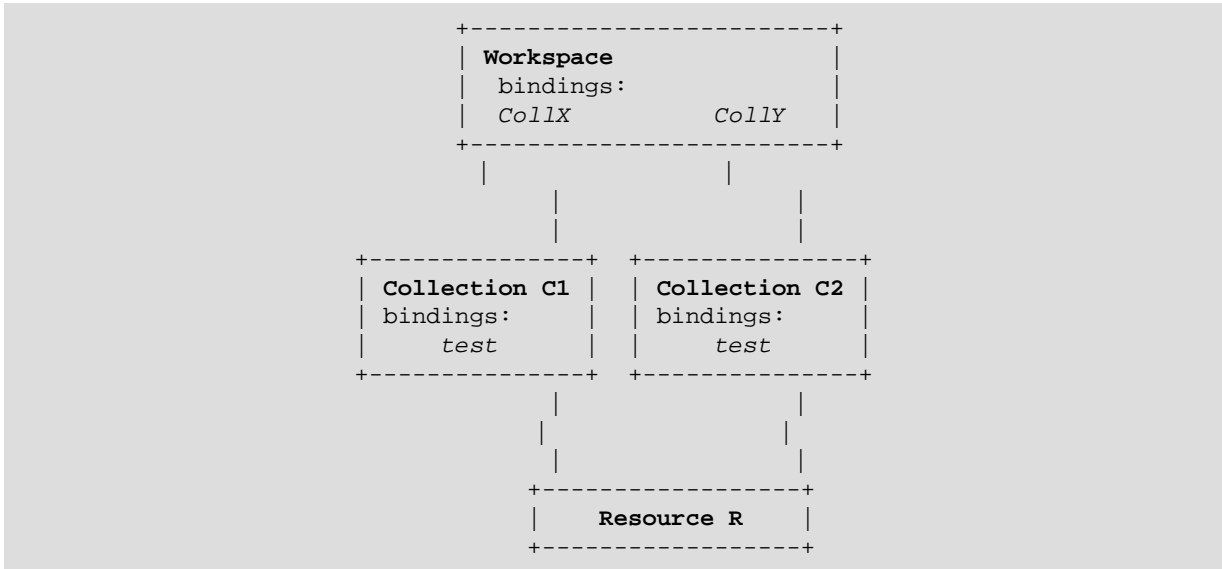 +-------------------------+
| Workspace               |
|  bindings:              |
|  CollX          CollY   |
+-------------------------+
|                 |
|                 |
|                 |
+---------------+  +---------------+
| Collection C1 |  | Collection C2 |
| bindings:     |  | bindings:     |
|     test      |  |     test      |
+---------------+  +---------------+
|                 |
|                 |
|                 |
+------------------+
|    Resource R    |
+------------------+